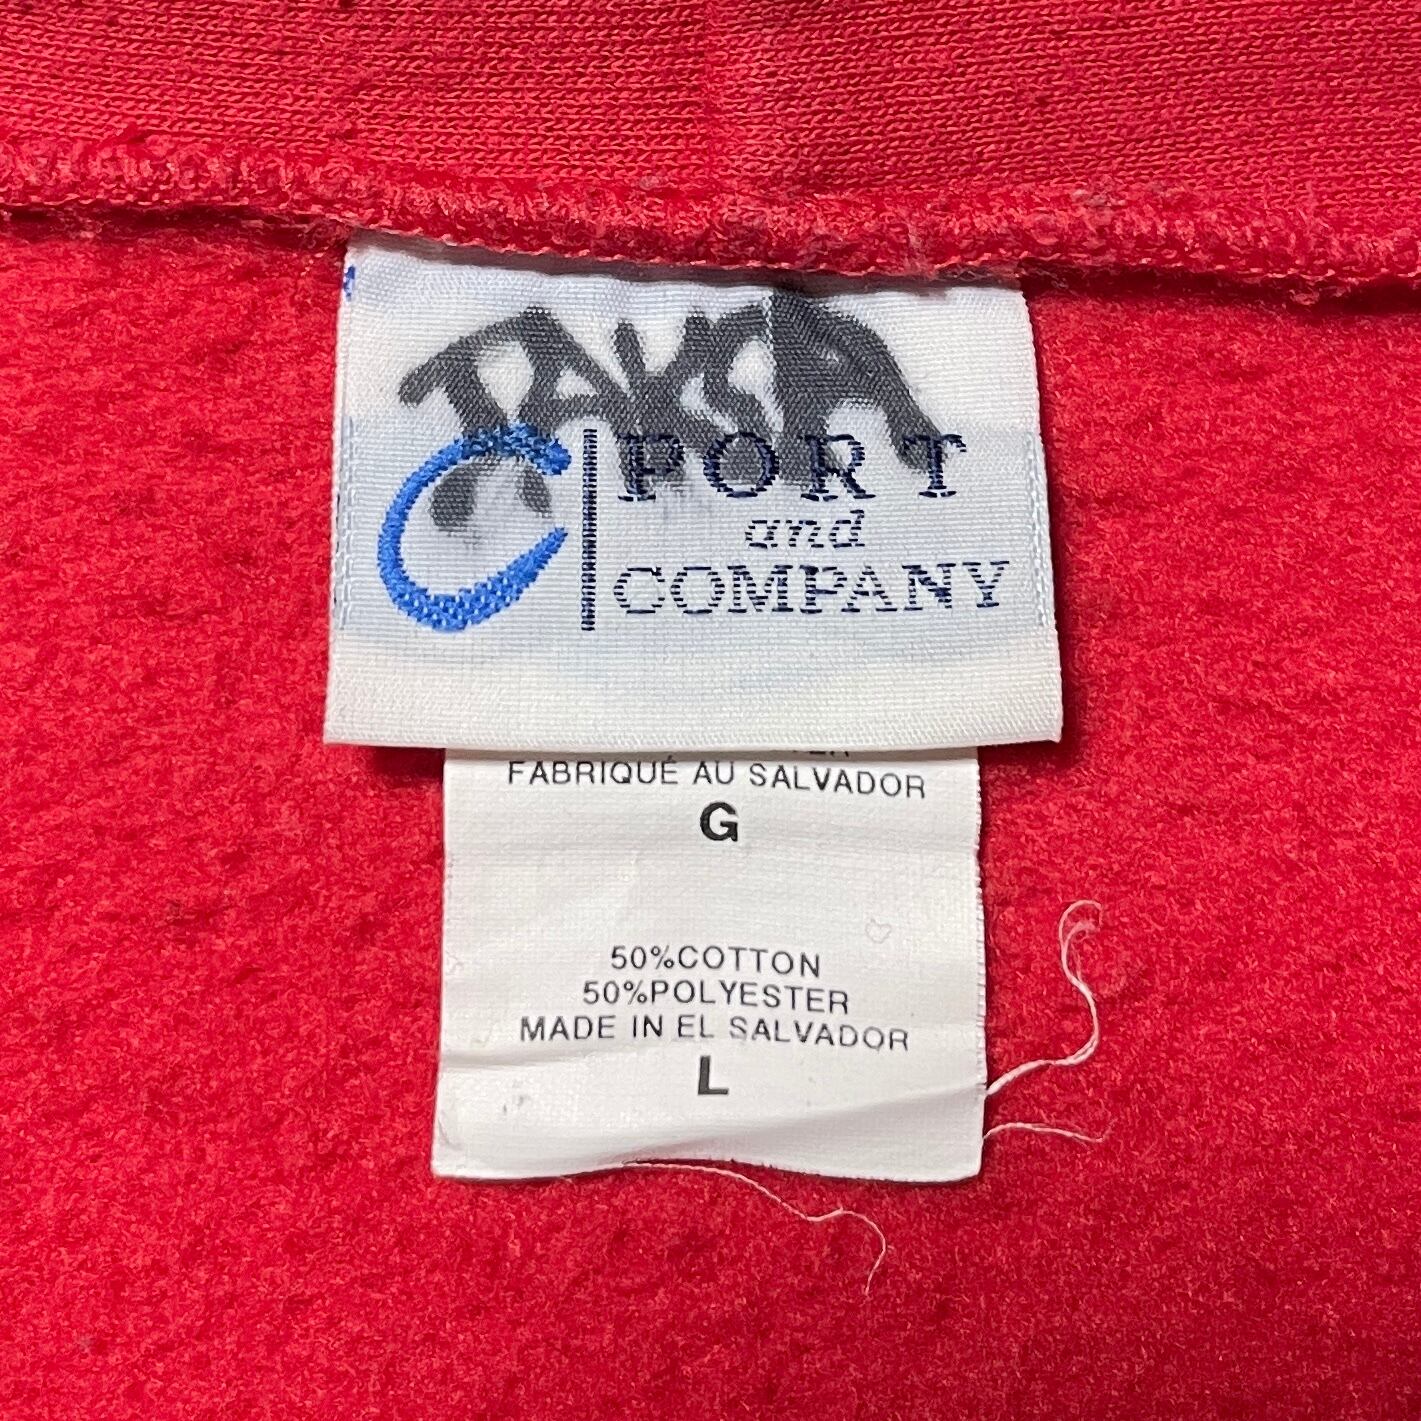 TAKSA
PORT
and
COMPANY
FABRIQUÉ AU SALVADOR
G
50%COTTON
50%POLYESTER
MADE IN EL SALVADOR
L